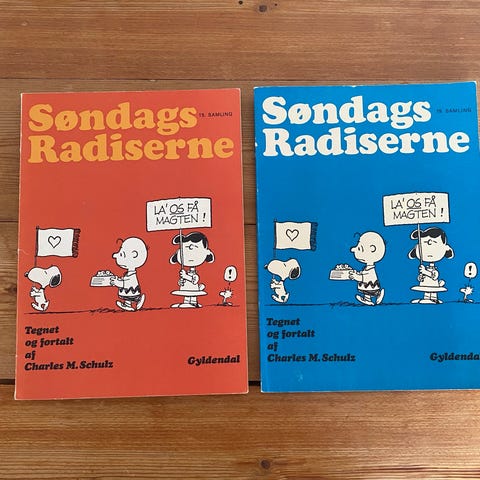 Søndags
15. SAMLING
Radiserne
LA' OS FÅ
MAGTEN!
!
Tegnet
og fortalt
af
Charles M. Schulz
Gyldendal
Søndags
SAMLING
Radiserne
LA' OS FÅ
MAGTEN!
!
Tegnet
og fortalt
af
Charles M. Schulz
Gyldendal